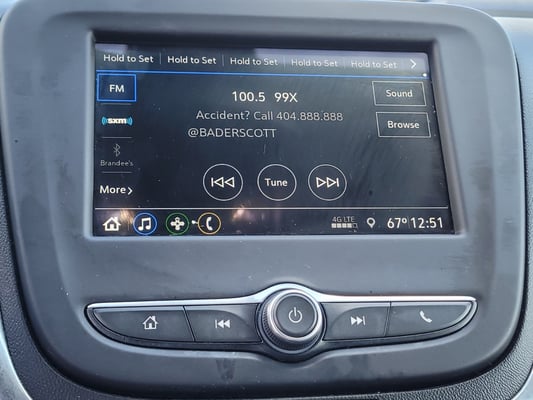 Hold to Set Hold to Set Hold to Set Hold to Set Hold to Set
FM
100.5 99X
Sound
Accident? Call 404.888.888
((sxm))
@BADERSCOTT
Browse
Brandee's
Tune
More
4G LTE
67° 12:51